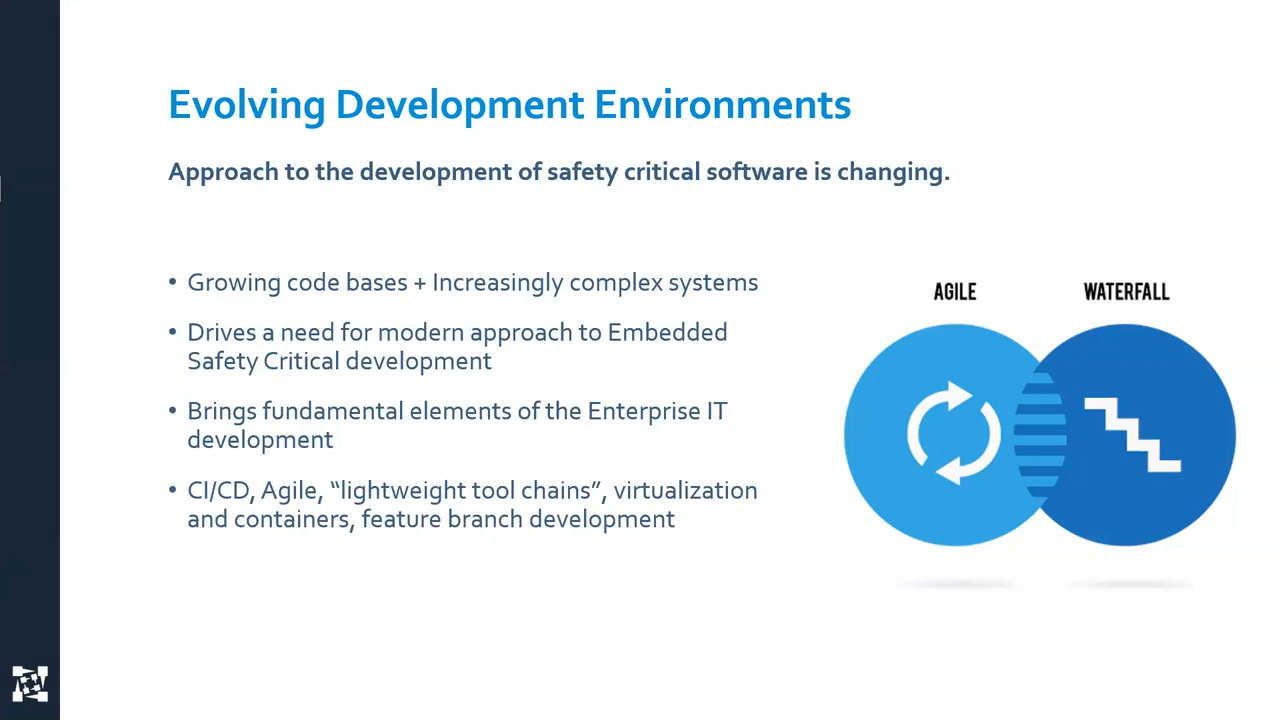 Evolving Development Environments
Approach to the development of safety critical software is changing.
• Growing code bases + Increasingly complex systems
• Drives a need for modern approach to Embedded
Safety Critical development
• Brings fundamental elements of the Enterprise IT
development
• CI/CD, Agile, “lightweight tool chains”, virtualization
and containers, feature branch development
AGILE
WATERFALL